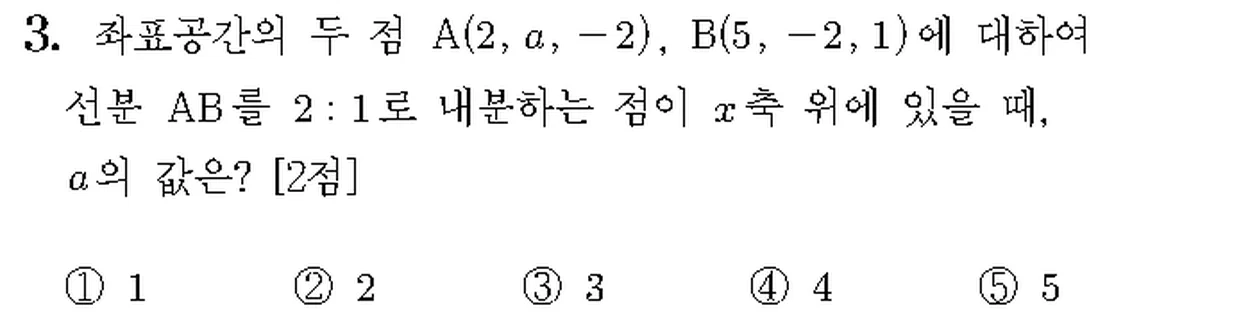 3. 좌표공간의 두 점 A(2, a, −2), B(5, −2, 1)에 대하여
선분 AB를 2 : 1로 내분하는 점이 x축 위에 있을 때,
a의 값은? [2점]
① 1 ② 2 ③ 3 ④ 4 ⑤ 5